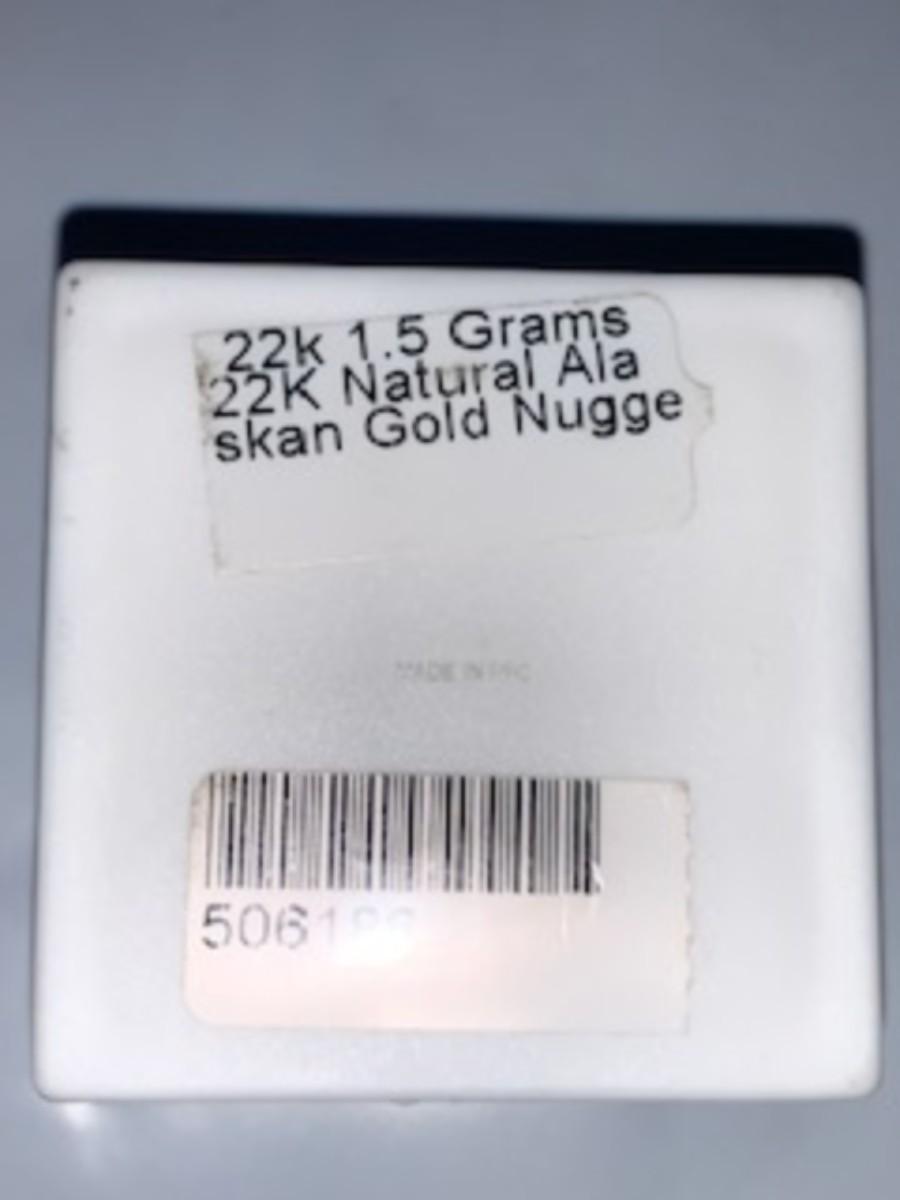 22k 1.5 Grams
22K Natural Ala
skan Gold Nugge
MADE IN PRC